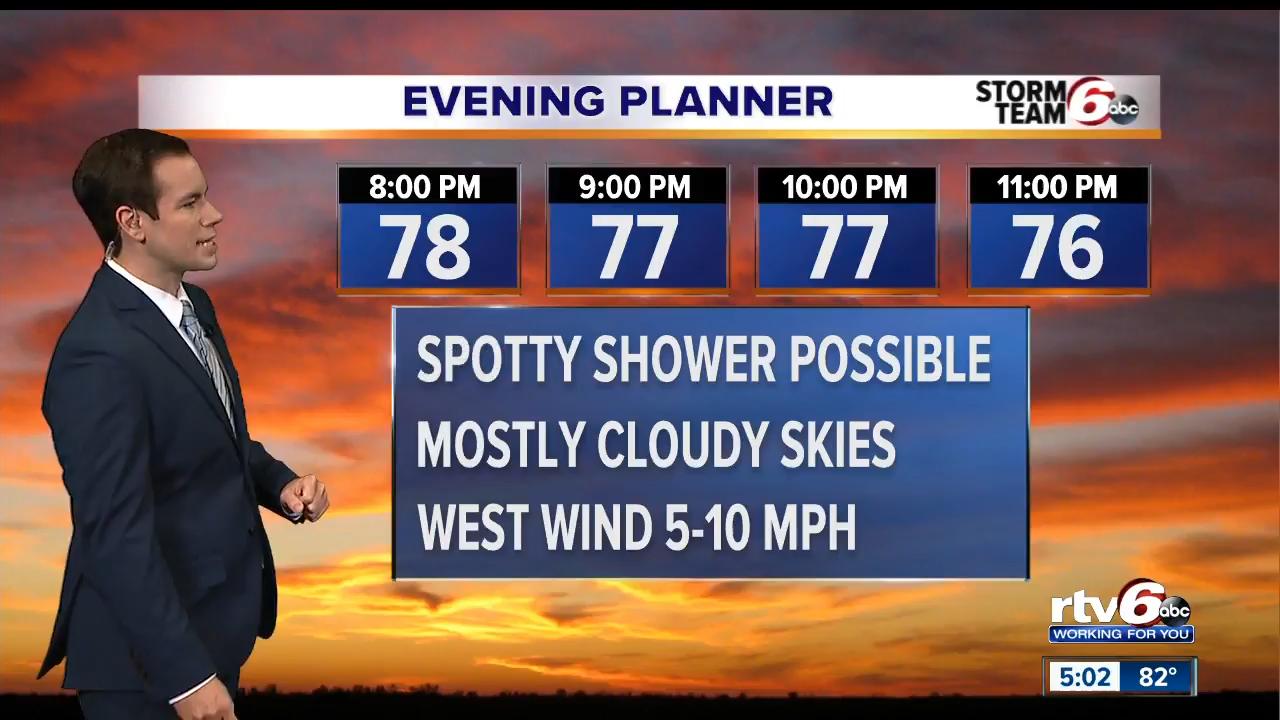 EVENING PLANNER
STORM
TEAM
6
abc
8:00 PM
9:00 PM
10:00 PM
11:00 PM
78
77
77
76
SPOTTY SHOWER POSSIBLE
MOSTLY CLOUDY SKIES
WEST WIND 5-10 MPH
rtv6 abc
WORKING FOR YOU
5:02 82°